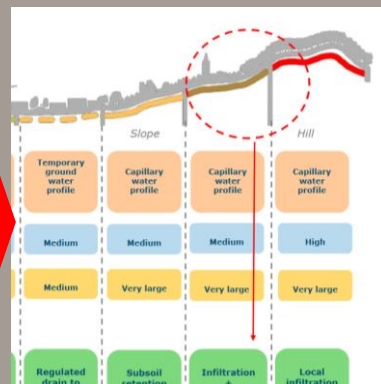 Slope
Hill
Temporary
ground
water
profile
Capillary
water
profile
Capillary
water
profile
Capillary
water
profile
Medium
Medium
Medium
High
Medium
Very large
Very large
Very large
Regulated
drain to
Subsoil
retention
Infiltration
+
Local
infiltration